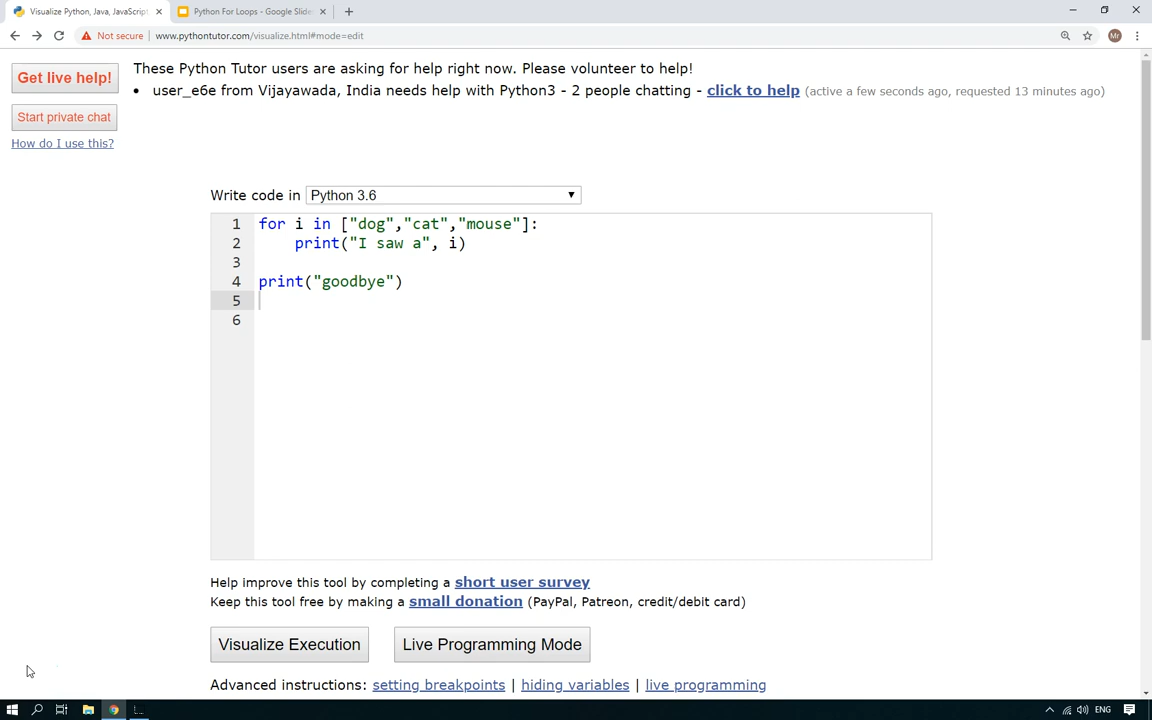 Visualize Python, Java, JavaScript
Python For Loops - Google Slide
Not secure
www.pythontutor.com/visualize.html#mode=edit
Mr
Get live help!
Start private chat
How do I use this?
These Python Tutor users are asking for help right now. Please volunteer to help!
• user_e6e from Vijayawada, India needs help with Python3 - 2 people chatting - click to help (active a few seconds ago, requested 13 minutes ago)
Write code in Python 3.6
1 for i in ["dog","cat","mouse"]:
2 print("I saw a", i)
3
4 print("goodbye")
5
6
Help improve this tool by completing a short user survey
Keep this tool free by making a small donation (PayPal, Patreon, credit/debit card)
Visualize Execution
Live Programming Mode
Advanced instructions: setting breakpoints | hiding variables | live programming
ENG